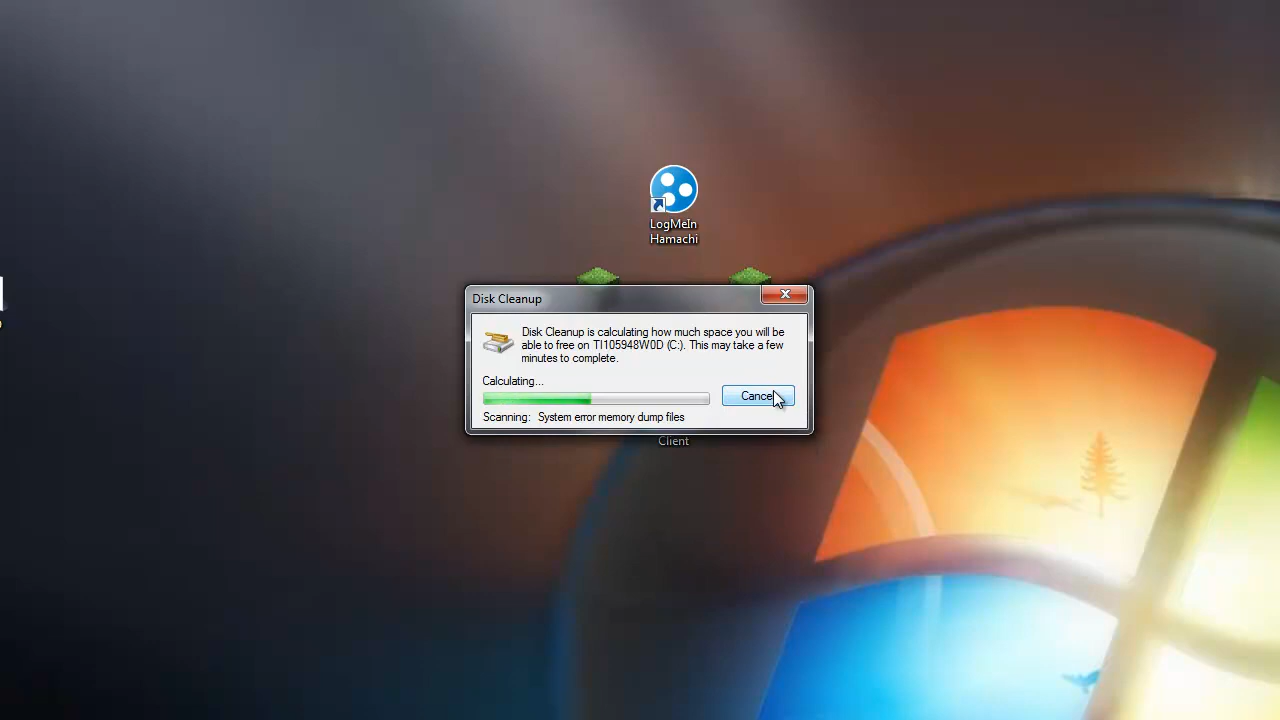 LogMeIn
Hamachi
Disk Cleanup
Disk Cleanup is calculating how much space you will be
able to free on TI105948W0D (C:). This may take a few
minutes to complete.
Calculating...
Cancel
Scanning: System error memory dump files
Client